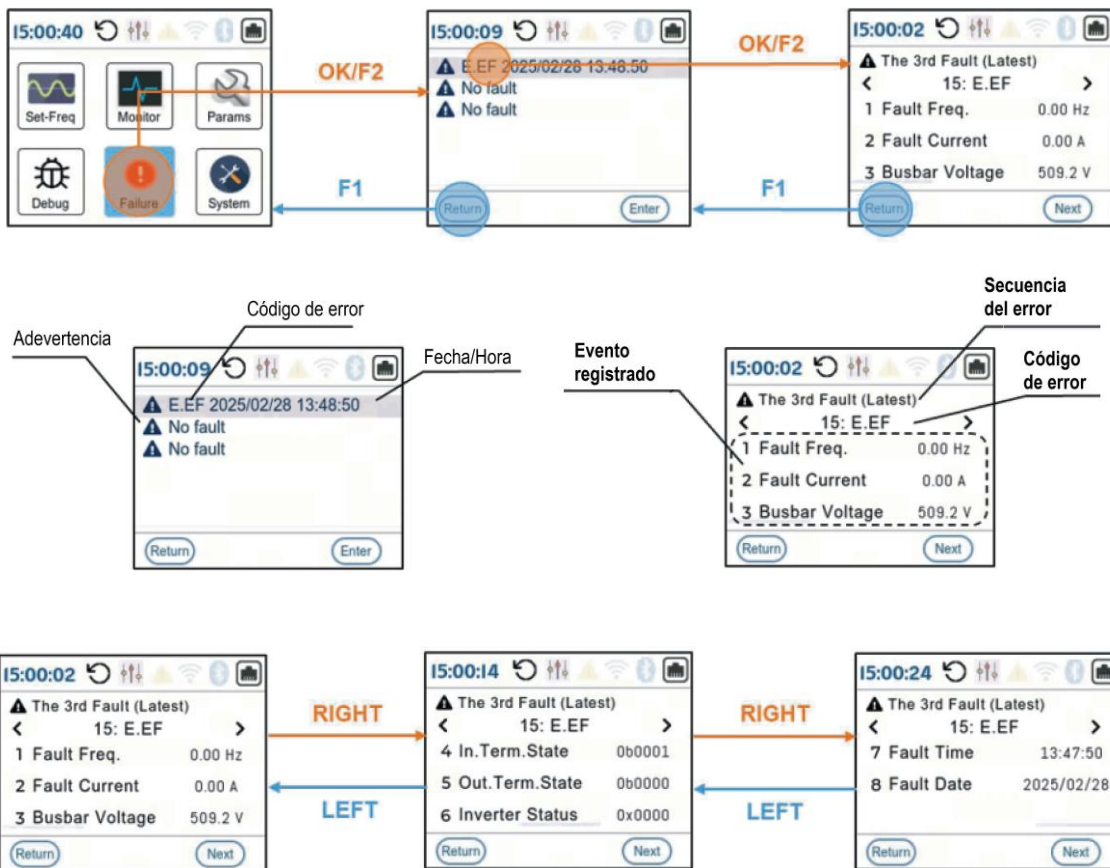 15:00:40
Set-Freq Monitor Params
Debug Failure System
OK/F2
F1
15:00:09
E.EF 2025/02/28 13:48:50
No fault
No fault
Return Enter
OK/F2
F1
15:00:02
The 3rd Fault (Latest)
< 15: E.EF >
1 Fault Freq. 0.00 Hz
2 Fault Current 0.00 A
3 Busbar Voltage 509.2 V
Return Next
Adevertencia
Código de error
Fecha/Hora
15:00:09
E.EF 2025/02/28 13:48:50
No fault
No fault
Return Enter
Evento
registrado
Secuencia
del error
Código
de error
15:00:02
The 3rd Fault (Latest)
< 15: E.EF >
1 Fault Freq. 0.00 Hz
2 Fault Current 0.00 A
3 Busbar Voltage 509.2 V
Return Next
15:00:02
The 3rd Fault (Latest)
< 15: E.EF >
1 Fault Freq. 0.00 Hz
2 Fault Current 0.00 A
3 Busbar Voltage 509.2 V
Return Next
RIGHT
LEFT
15:00:14
The 3rd Fault (Latest)
< 15: E.EF >
4 In.Term.State 0b0001
5 Out.Term.State 0b0000
6 Inverter Status 0x0000
Return Next
RIGHT
LEFT
15:00:24
The 3rd Fault (Latest)
< 15: E.EF >
7 Fault Time 13:47:50
8 Fault Date 2025/02/28
Return Next